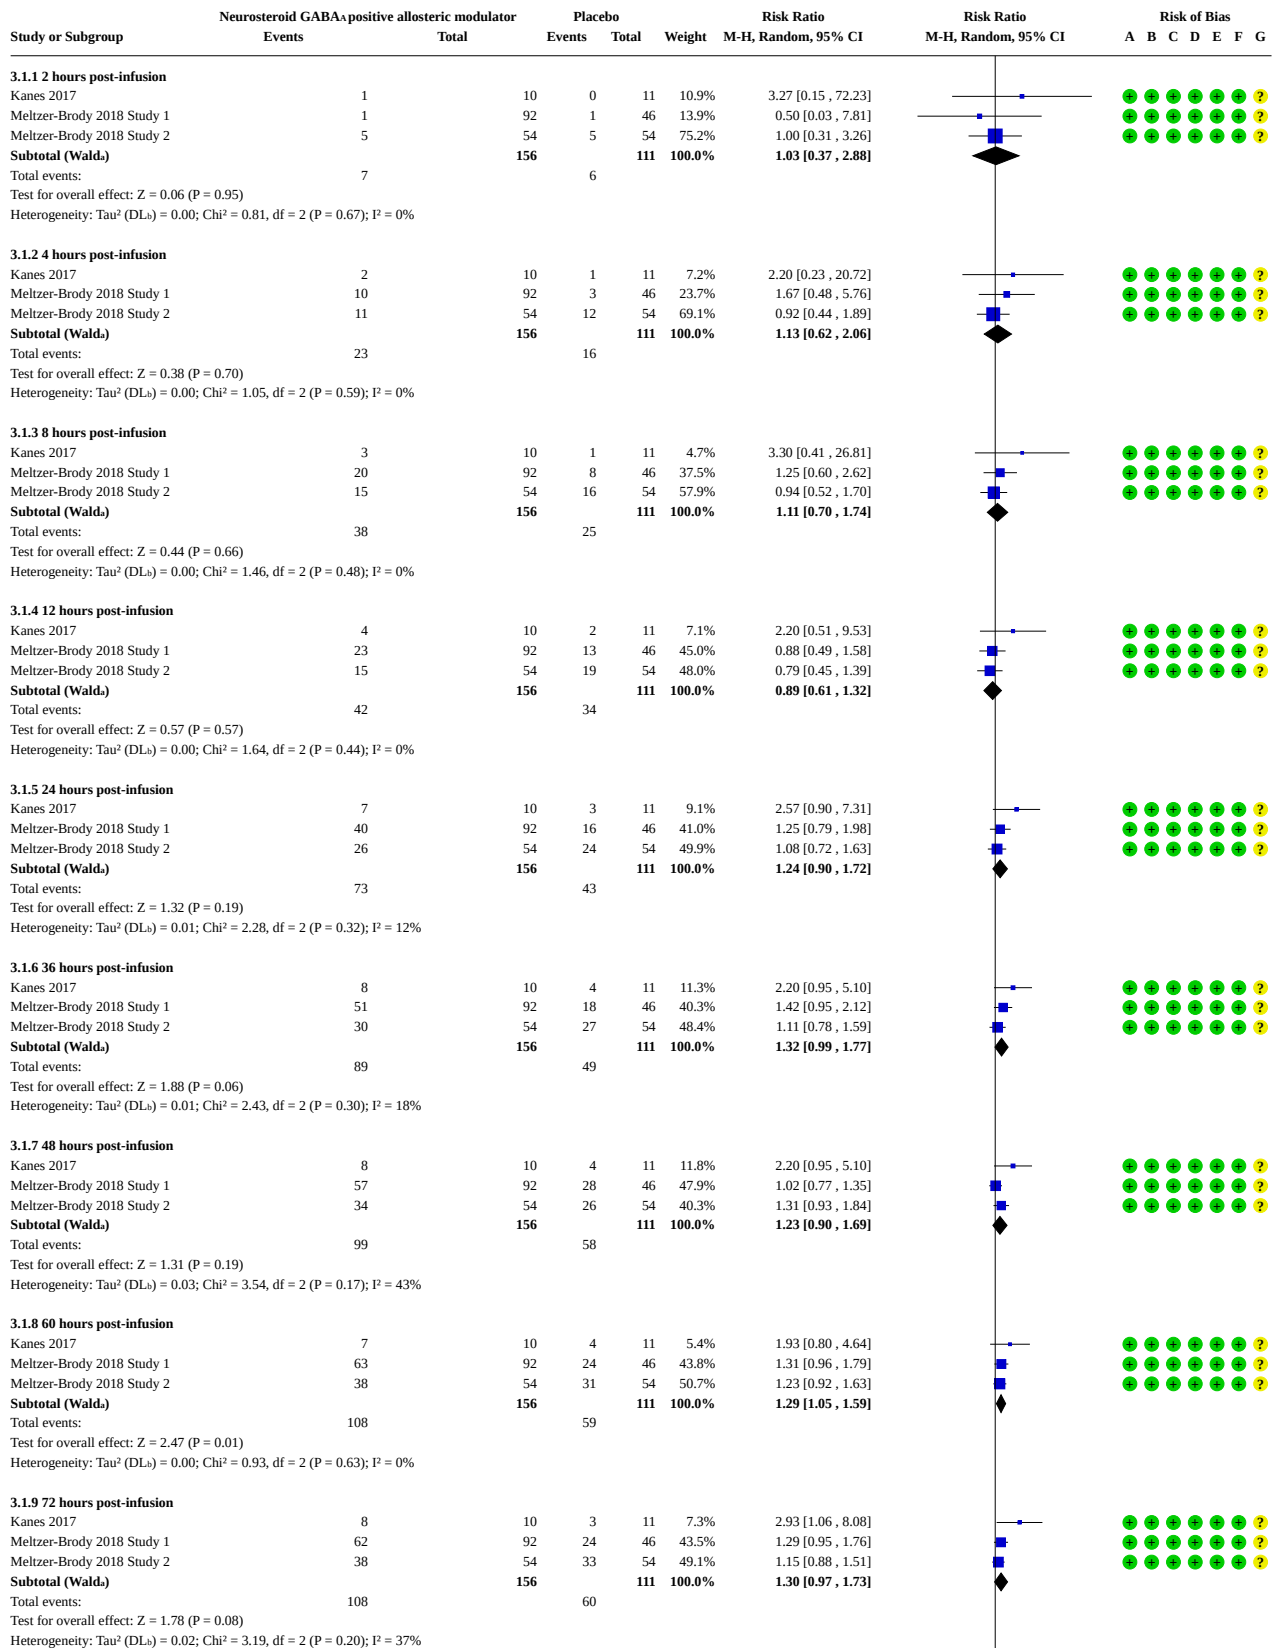 Neurosteroid GABAA positive allosteric modulator Placebo Risk Ratio Risk Ratio Risk of Bias
Study or Subgroup Events Total Events Total Weight M-H, Random, 95% CI M-H, Random, 95% CI A B C D E F G
3.1.1 2 hours post-infusion
Kanes 2017 1 10 0 11 10.9% 3.27 [0.15 , 72.23] + + + + + + ?
Meltzer-Brody 2018 Study 1 1 92 1 46 13.9% 0.50 [0.03 , 7.81] + + + + + + ?
Meltzer-Brody 2018 Study 2 5 54 5 54 75.2% 1.00 [0.31 , 3.26] + + + + + + ?
Subtotal (Walda) 156 111 100.0% 1.03 [0.37 , 2.88]
Total events: 7 6
Test for overall effect: Z = 0.06 (P = 0.95)
Heterogeneity: Tau² (DLb) = 0.00; Chi² = 0.81, df = 2 (P = 0.67); I² = 0%
3.1.2 4 hours post-infusion
Kanes 2017 2 10 1 11 7.2% 2.20 [0.23 , 20.72] + + + + + + ?
Meltzer-Brody 2018 Study 1 10 92 3 46 23.7% 1.67 [0.48 , 5.76] + + + + + + ?
Meltzer-Brody 2018 Study 2 11 54 12 54 69.1% 0.92 [0.44 , 1.89] + + + + + + ?
Subtotal (Walda) 156 111 100.0% 1.13 [0.62 , 2.06]
Total events: 23 16
Test for overall effect: Z = 0.38 (P = 0.70)
Heterogeneity: Tau² (DLb) = 0.00; Chi² = 1.05, df = 2 (P = 0.59); I² = 0%
3.1.3 8 hours post-infusion
Kanes 2017 3 10 1 11 4.7% 3.30 [0.41 , 26.81] + + + + + + ?
Meltzer-Brody 2018 Study 1 20 92 8 46 37.5% 1.25 [0.60 , 2.62] + + + + + + ?
Meltzer-Brody 2018 Study 2 15 54 16 54 57.9% 0.94 [0.52 , 1.70] + + + + + + ?
Subtotal (Walda) 156 111 100.0% 1.11 [0.70 , 1.74]
Total events: 38 25
Test for overall effect: Z = 0.44 (P = 0.66)
Heterogeneity: Tau² (DLb) = 0.00; Chi² = 1.46, df = 2 (P = 0.48); I² = 0%
3.1.4 12 hours post-infusion
Kanes 2017 4 10 2 11 7.1% 2.20 [0.51 , 9.53] + + + + + + ?
Meltzer-Brody 2018 Study 1 23 92 13 46 45.0% 0.88 [0.49 , 1.58] + + + + + + ?
Meltzer-Brody 2018 Study 2 15 54 19 54 48.0% 0.79 [0.45 , 1.39] + + + + + + ?
Subtotal (Walda) 156 111 100.0% 0.89 [0.61 , 1.32]
Total events: 42 34
Test for overall effect: Z = 0.57 (P = 0.57)
Heterogeneity: Tau² (DLb) = 0.00; Chi² = 1.64, df = 2 (P = 0.44); I² = 0%
3.1.5 24 hours post-infusion
Kanes 2017 7 10 3 11 9.1% 2.57 [0.90 , 7.31] + + + + + + ?
Meltzer-Brody 2018 Study 1 40 92 16 46 41.0% 1.25 [0.79 , 1.98] + + + + + + ?
Meltzer-Brody 2018 Study 2 26 54 24 54 49.9% 1.08 [0.72 , 1.63] + + + + + + ?
Subtotal (Walda) 156 111 100.0% 1.24 [0.90 , 1.72]
Total events: 73 43
Test for overall effect: Z = 1.32 (P = 0.19)
Heterogeneity: Tau² (DLb) = 0.01; Chi² = 2.28, df = 2 (P = 0.32); I² = 12%
3.1.6 36 hours post-infusion
Kanes 2017 8 10 4 11 11.3% 2.20 [0.95 , 5.10] + + + + + + ?
Meltzer-Brody 2018 Study 1 51 92 18 46 40.3% 1.42 [0.95 , 2.12] + + + + + + ?
Meltzer-Brody 2018 Study 2 30 54 27 54 48.4% 1.11 [0.78 , 1.59] + + + + + + ?
Subtotal (Walda) 156 111 100.0% 1.32 [0.99 , 1.77]
Total events: 89 49
Test for overall effect: Z = 1.88 (P = 0.06)
Heterogeneity: Tau² (DLb) = 0.01; Chi² = 2.43, df = 2 (P = 0.30); I² = 18%
3.1.7 48 hours post-infusion
Kanes 2017 8 10 4 11 11.8% 2.20 [0.95 , 5.10] + + + + + + ?
Meltzer-Brody 2018 Study 1 57 92 28 46 47.9% 1.02 [0.77 , 1.35] + + + + + + ?
Meltzer-Brody 2018 Study 2 34 54 26 54 40.3% 1.31 [0.93 , 1.84] + + + + + + ?
Subtotal (Walda) 156 111 100.0% 1.23 [0.90 , 1.69]
Total events: 99 58
Test for overall effect: Z = 1.31 (P = 0.19)
Heterogeneity: Tau² (DLb) = 0.03; Chi² = 3.54, df = 2 (P = 0.17); I² = 43%
3.1.8 60 hours post-infusion
Kanes 2017 7 10 4 11 5.4% 1.93 [0.80 , 4.64] + + + + + + ?
Meltzer-Brody 2018 Study 1 63 92 24 46 43.8% 1.31 [0.96 , 1.79] + + + + + + ?
Meltzer-Brody 2018 Study 2 38 54 31 54 50.7% 1.23 [0.92 , 1.63] + + + + + + ?
Subtotal (Walda) 156 111 100.0% 1.29 [1.05 , 1.59]
Total events: 108 59
Test for overall effect: Z = 2.47 (P = 0.01)
Heterogeneity: Tau² (DLb) = 0.00; Chi² = 0.93, df = 2 (P = 0.63); I² = 0%
3.1.9 72 hours post-infusion
Kanes 2017 8 10 3 11 7.3% 2.93 [1.06 , 8.08] + + + + + + ?
Meltzer-Brody 2018 Study 1 62 92 24 46 43.5% 1.29 [0.95 , 1.76] + + + + + + ?
Meltzer-Brody 2018 Study 2 38 54 33 54 49.1% 1.15 [0.88 , 1.51] + + + + + + ?
Subtotal (Walda) 156 111 100.0% 1.30 [0.97 , 1.73]
Total events: 108 60
Test for overall effect: Z = 1.78 (P = 0.08)
Heterogeneity: Tau² (DLb) = 0.02; Chi² = 3.19, df = 2 (P = 0.20); I² = 37%